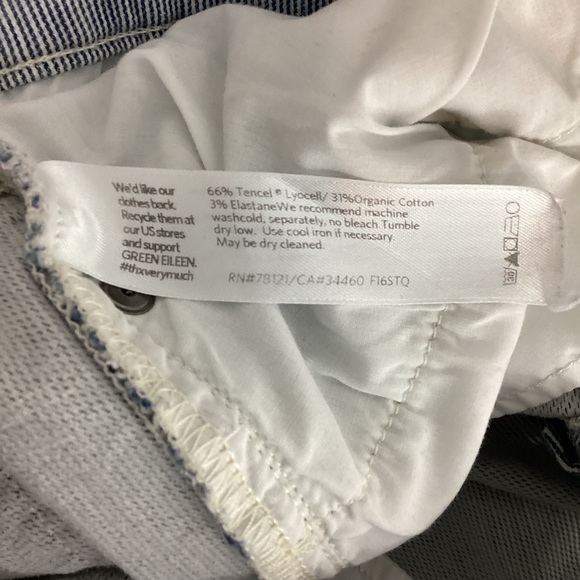 We'd like our
clothes back.
Recycle them at
our US stores
and support
GREEN EILEEN.
#thxverymuch
66% Tencel® Lyocell/ 31%Organic Cotton
3% ElastaneWe recommend machine
washcold, separately, no bleach.Tumble
dry low. Use cool iron if necessary.
May be dry cleaned.
RN#78121/CA#34460 F16STQ